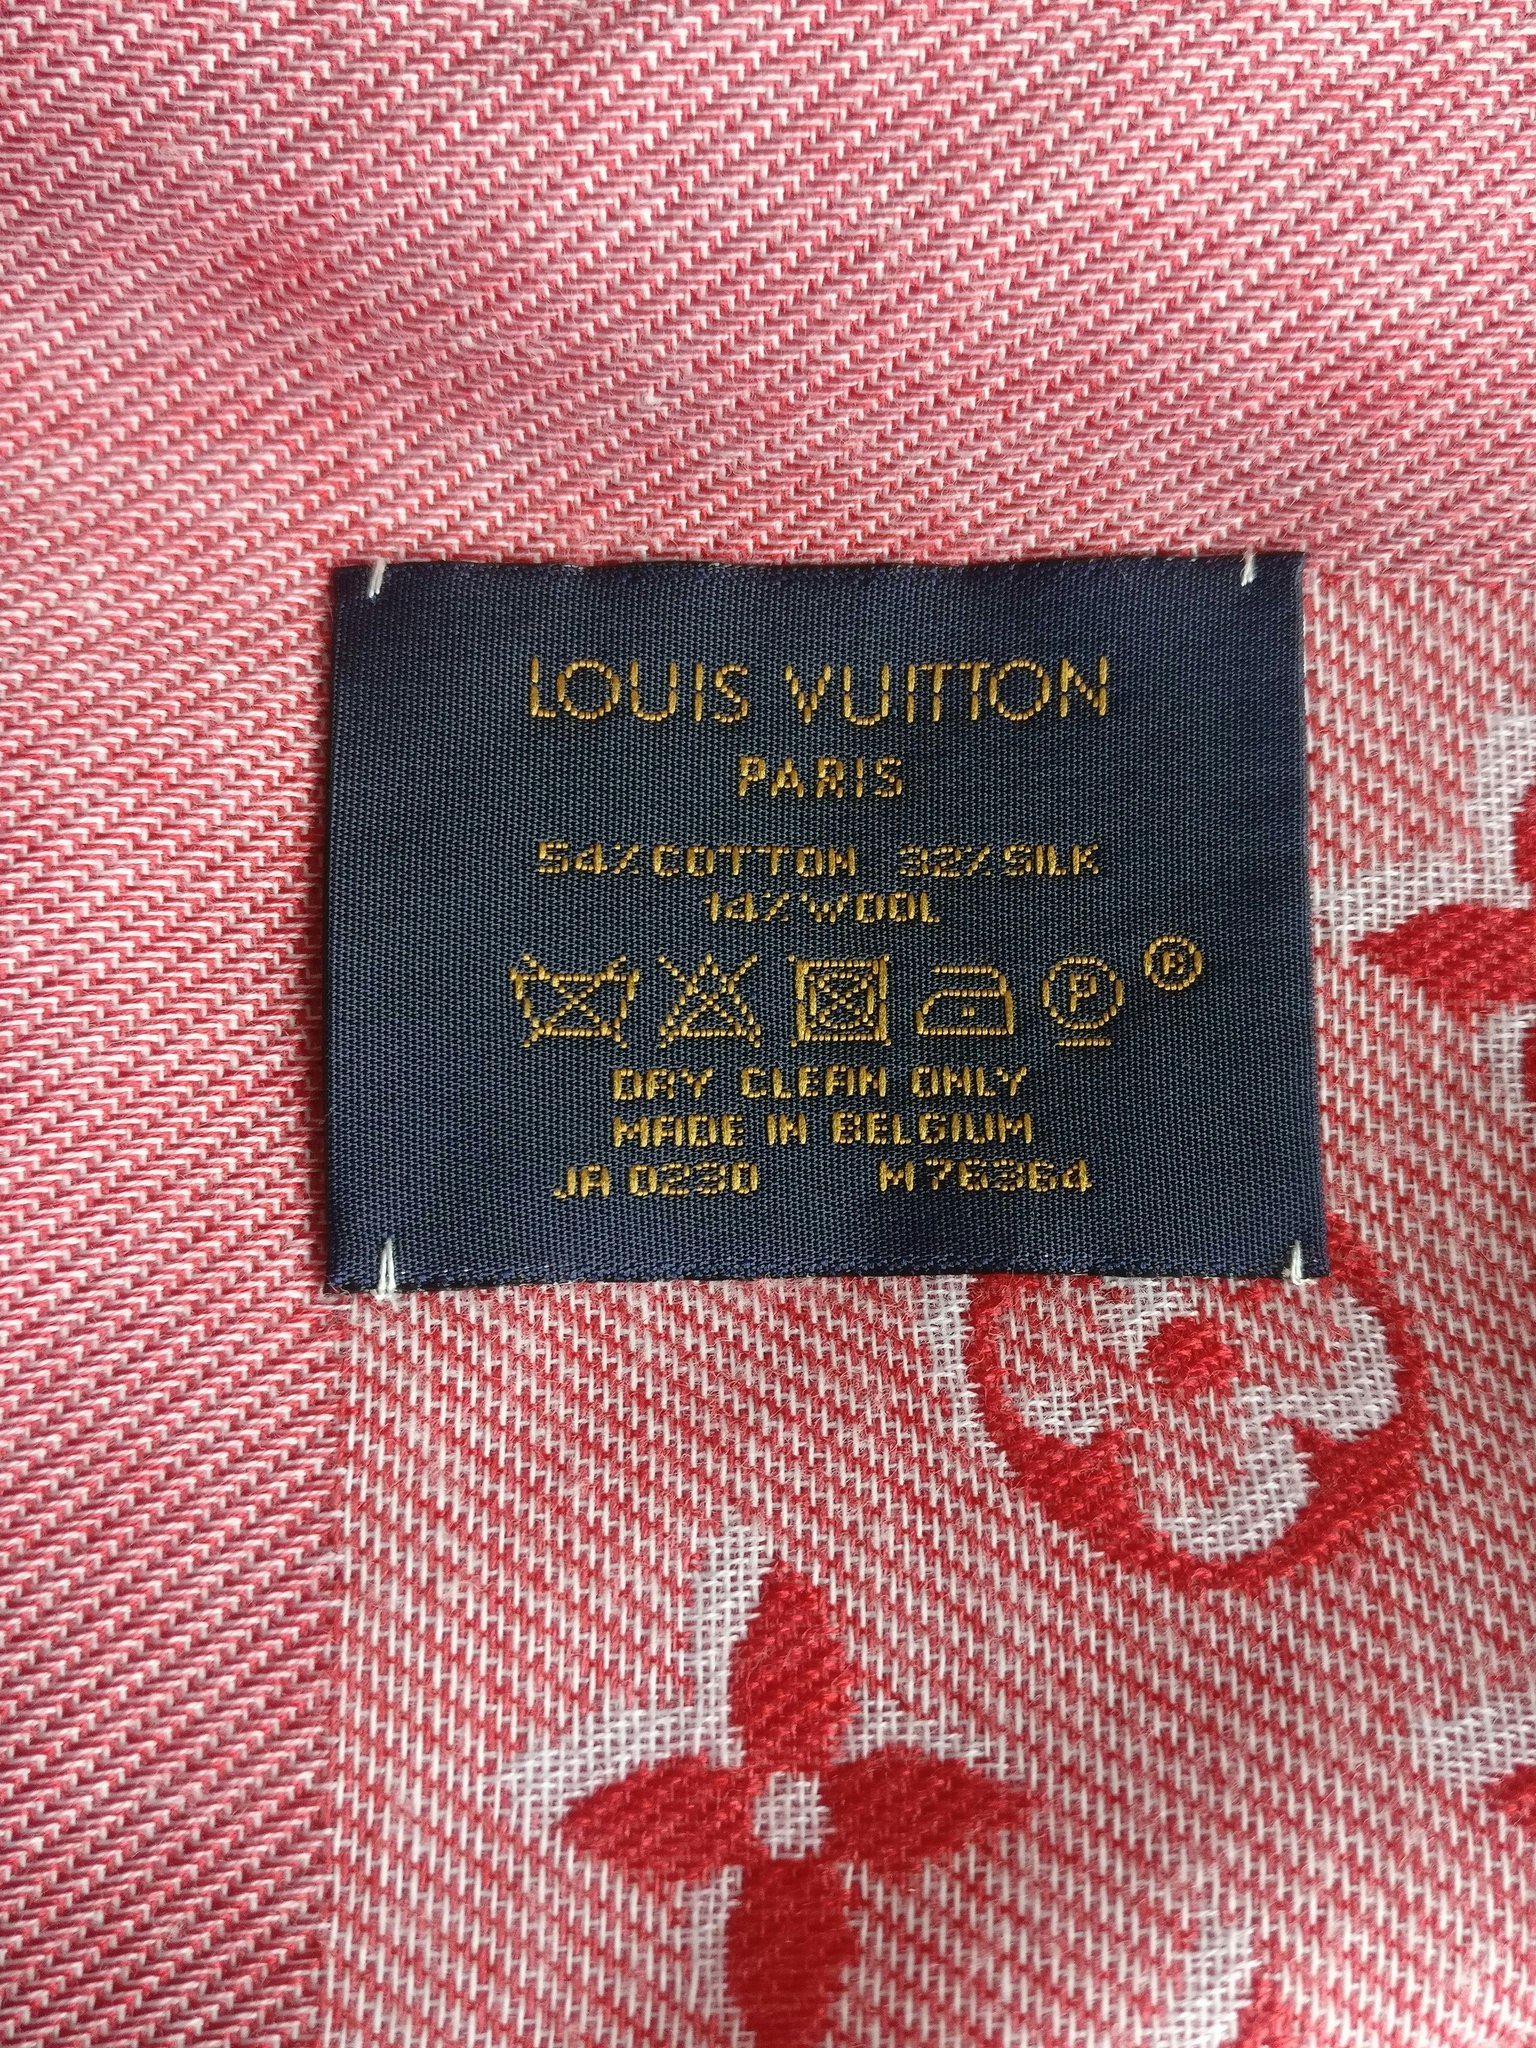 LOUIS VUITTON
PARIS
54% COTTON 32% SILK
14% WOOL
P ®
DRY CLEAN ONLY
MADE IN BELGIUM
JA 0230 M76364